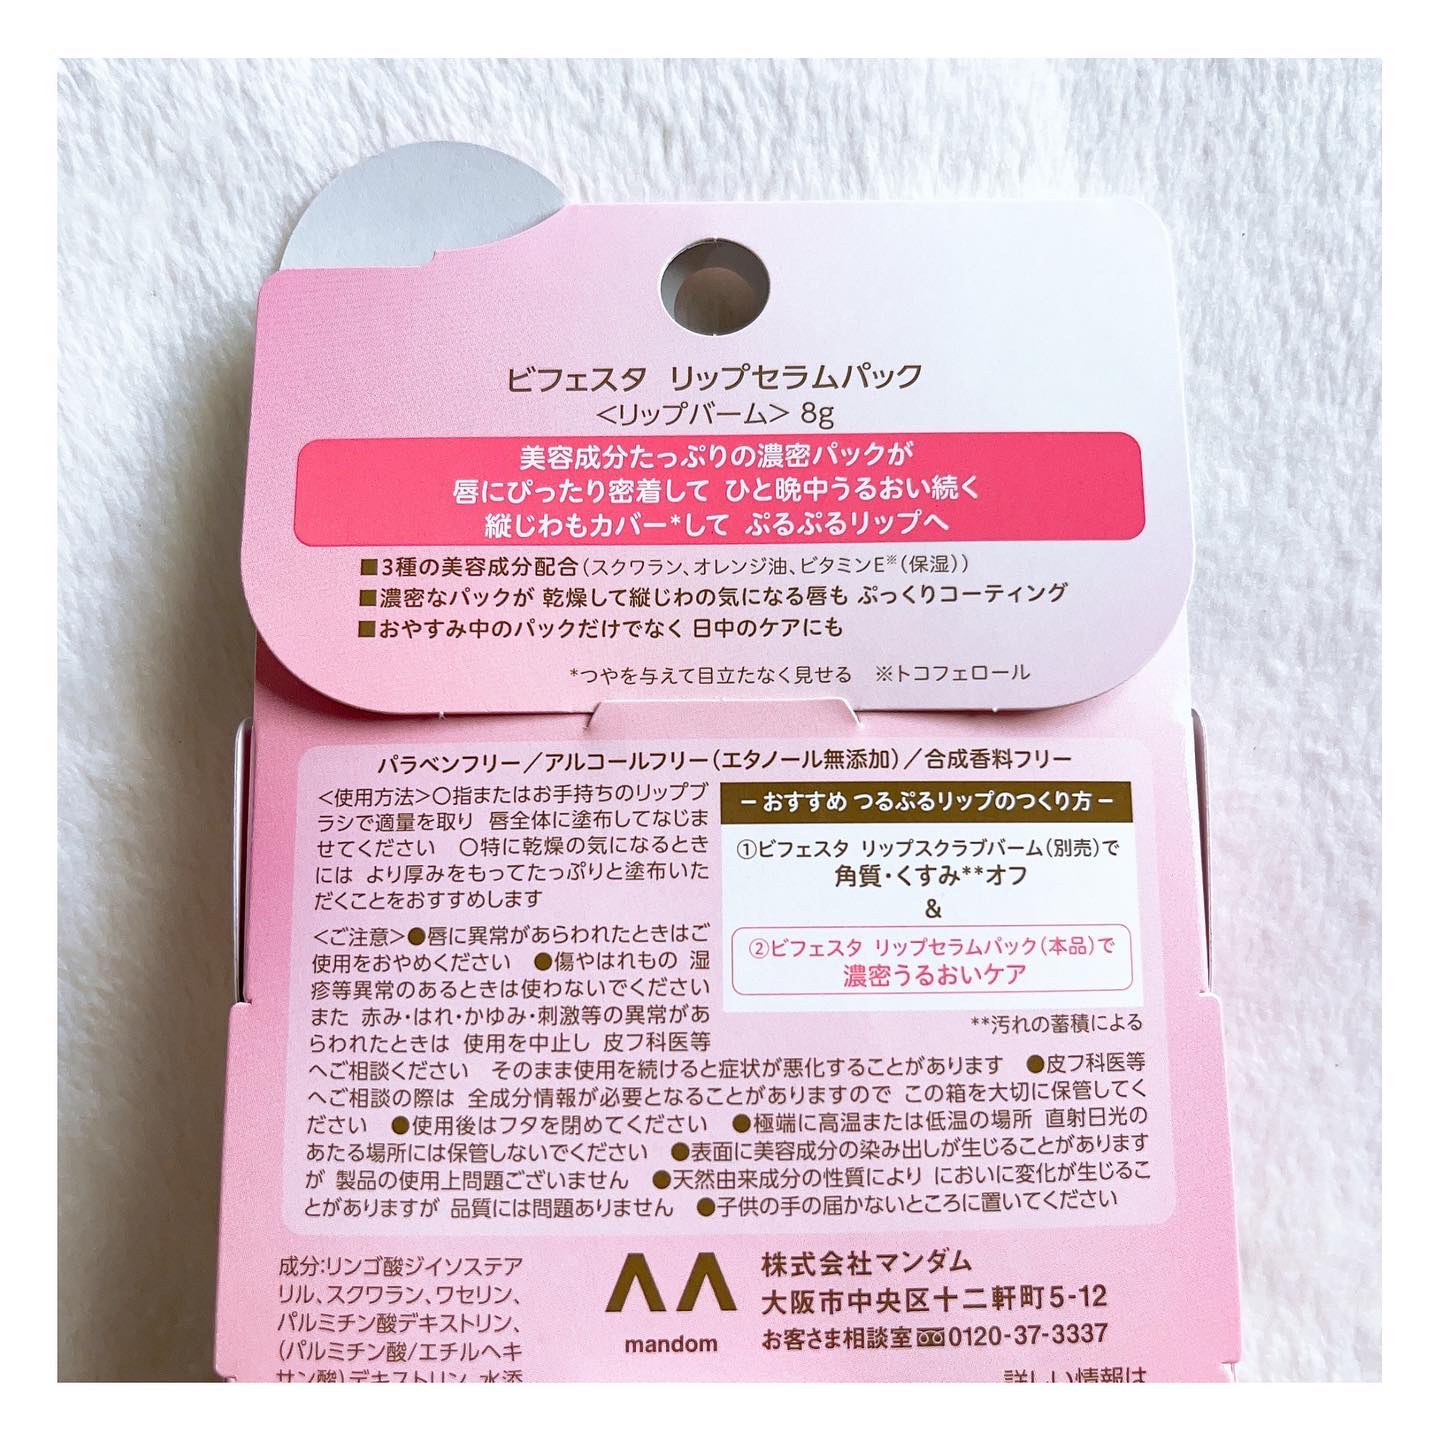 ビフェスタ リップセラムパック
<リップバーム> 8g
美容成分たっぷりの濃密パックが
唇にぴったり密着して ひと晩中うるおい続く
縦じわもカバー*して ぷるぷるリップへ
■3種の美容成分配合(スクワラン、オレンジ油、ビタミンE※(保湿))
■濃密なパックが 乾燥して縦じわの気になる唇も ぷっくりコーティング
■おやすみ中のパックだけでなく 日中のケアにも
*つやを与えて目立たなく見せる ※トコフェロール
パラベンフリー/アルコールフリー(エタノール無添加)/合成香料フリー
<使用方法>○指またはお手持ちのリップブ
ラシで適量を取り 唇全体に塗布してなじま
せてください ○特に乾燥の気になるとき
には より厚みをもってたっぷりと塗布いた
だくことをおすすめします
- おすすめ つるぷるリップのつくり方 -
①ビフェスタ リップスクラブバーム(別売)で
角質・くすみ**オフ
&
②ビフェスタ リップセラムパック(本品)で
濃密うるおいケア
**汚れの蓄積による
<ご注意>●唇に異常があらわれたときはご
使用をおやめください ●傷やはれもの 湿
疹等異常のあるときは使わないでください
また 赤み・はれ・かゆみ・刺激等の異常があ
らわれたときは 使用を中止し 皮フ科医等
へご相談ください そのまま使用を続けると症状が悪化することがあります ●皮フ科医等
へご相談の際は 全成分情報が必要となることがありますので この箱を大切に保管してく
ださい ●使用後はフタを閉めてください ●極端に高温または低温の場所 直射日光の
あたる場所には保管しないでください ●表面に美容成分の染み出しが生じることがあります
が 製品の使用上問題ございません ●天然由来成分の性質により においに変化が生じるこ
とがありますが 品質には問題ありません ●子供の手の届かないところに置いてください
成分:リンゴ酸ジイソステア
リル、スクワラン、ワセリン、
パルミチン酸デキストリン、
(パルミチン酸/エチルヘキ
サン酸)デキストリン、水添
mandom
株式会社マンダム
大阪市中央区十二軒町5-12
お客さま相談室 0120-37-3337
詳しい情報は